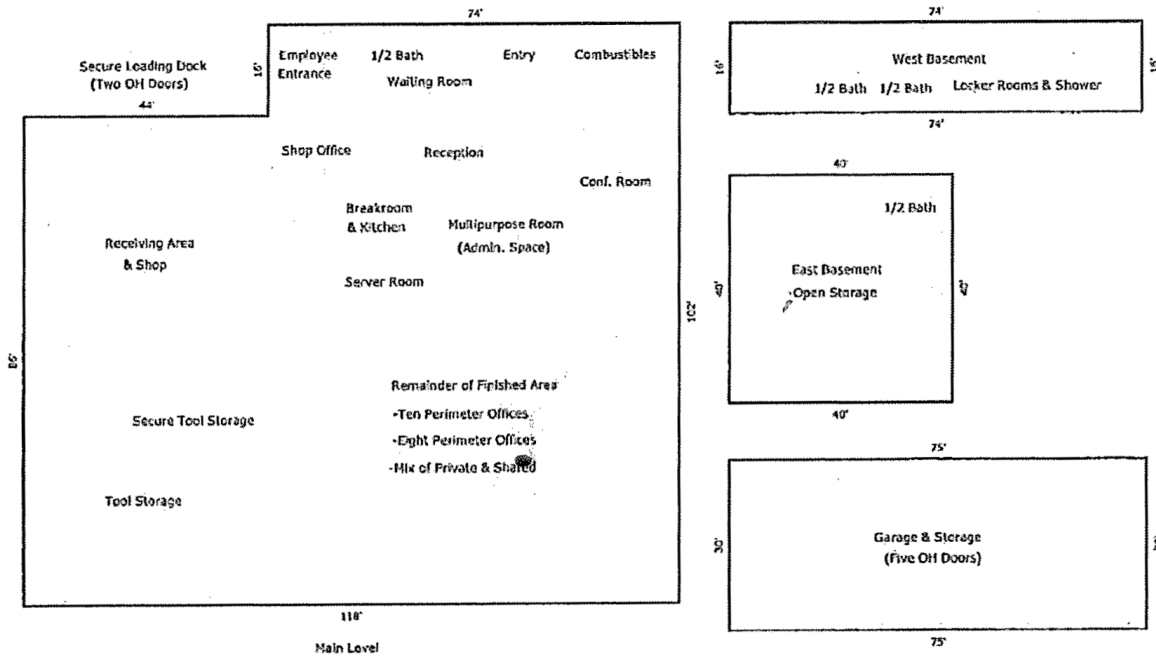 74'
Employee Entrance
1/2 Bath
Entry
Combustibles
Waiting Room
Secure Loading Dock
(Two OH Doors)
16'
44'
Shop Office
Reception
Conf. Room
Breakroom
& Kitchen
Multipurpose Room
(Admin. Space)
Receiving Area
& Shop
Server Room
102'
86'
Remainder of Finished Area
-Ten Perimeter Offices
-Eight Perimeter Offices
-Mix of Private & Shared
Secure Tool Storage
Tool Storage
118'
Main Level
74'
16'
West Basement
16'
1/2 Bath 1/2 Bath Locker Rooms & Shower
74'
40'
1/2 Bath
East Basement
-Open Storage
40'
40'
40'
75'
30'
Garage & Storage
(Five OH Doors)
75'